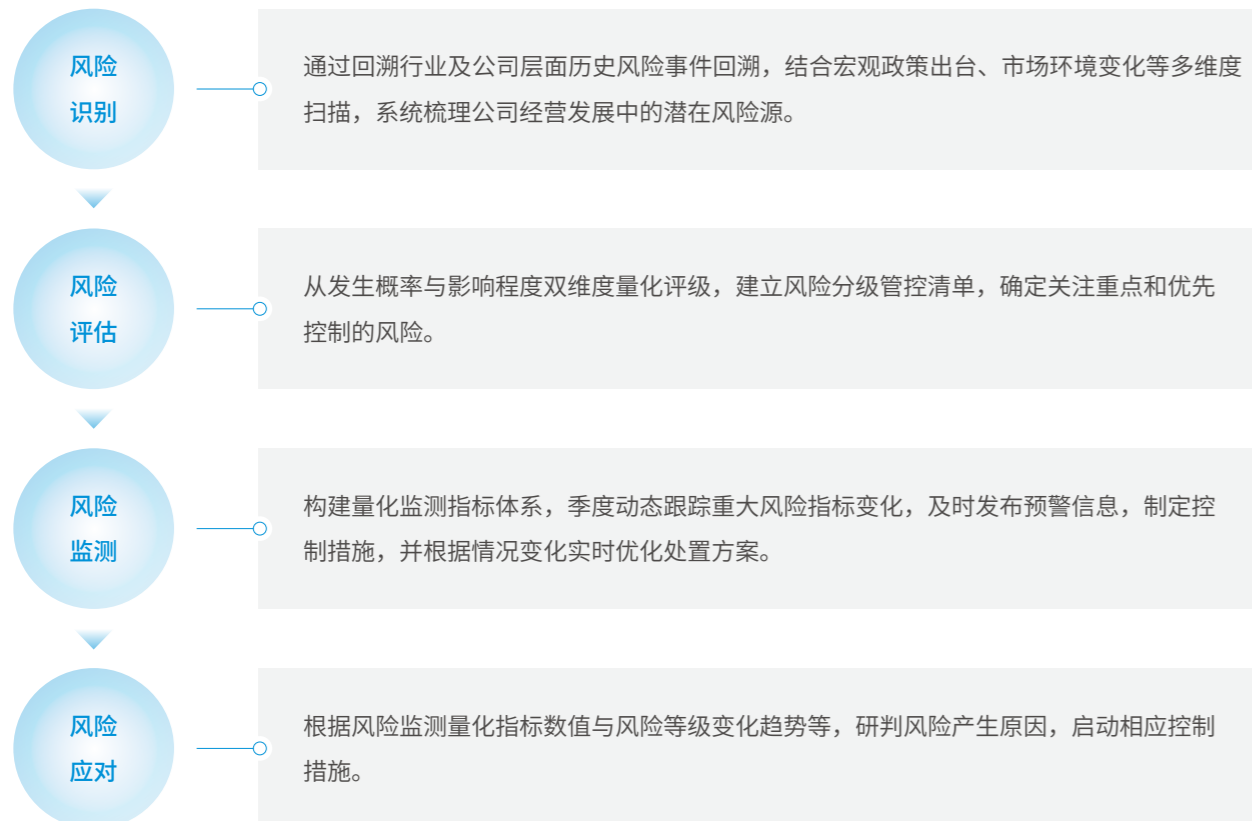 风险
识别
通过回溯行业及公司层面历史风险事件回溯，结合宏观政策出台、市场环境变化等多维度
扫描，系统梳理公司经营发展中的潜在风险源。
风险
评估
从发生概率与影响程度双维度量化评级，建立风险分级管控清单，确定关注重点和优先
控制的风险。
风险
监测
构建量化监测指标体系，季度动态跟踪重大风险指标变化，及时发布预警信息，制定控
制措施，并根据情况变化实时优化处置方案。
风险
应对
根据风险监测量化指标数值与风险等级变化趋势等，研判风险产生原因，启动相应控制
措施。